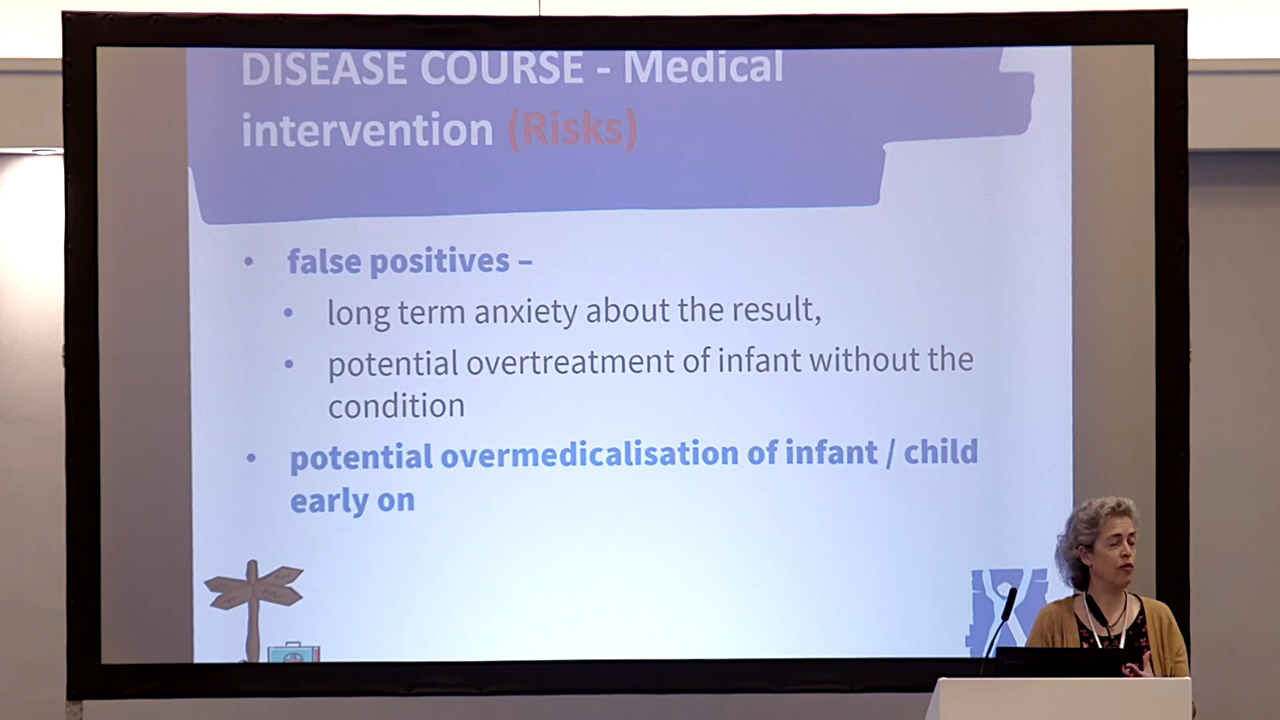 DISEASE COURSE - Medical
intervention (Risks)
• false positives –
• long term anxiety about the result,
• potential overtreatment of infant without the
condition
• potential overmedicalisation of infant / child
early on